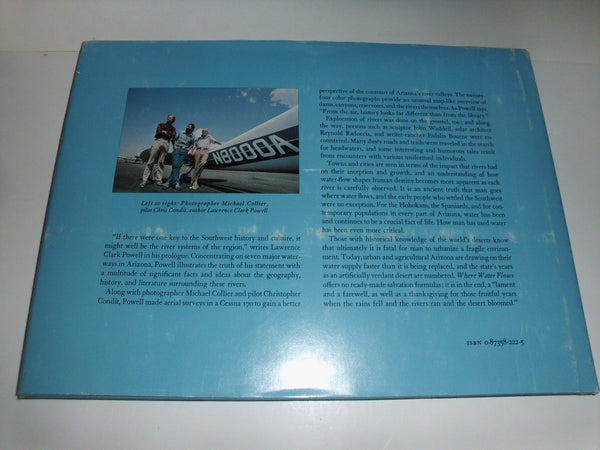 N8000A
Left to right: Photographer Michael Collier,
pilot Chris Condit, author Lawrence Clark Powell
"If there were one key to the Southwest history and culture, it
might well be the river systems of the region," writes Lawrence
Clark Powell in his prologue. Concentrating on seven major water-
ways in Arizona, Powell illustrates the truth of his statement with
a multitude of significant facts and ideas about the geography,
history, and literature surrounding these rivers.
Along with photographer Michael Collier and pilot Christopher
Condit, Powell made aerial surveys in a Cessna 170 to gain a better
perspective of the contours of Arizona's river valleys. The twenty-
four color photographs provide an unusual map-like overview of
dams, canyons, reservoirs, and the rivers themselves. As Powell says,
"From the air, history looks far different than from the library."
Exploration of rivers was done on the ground, too; and along
the way, persons such as sculptor John Waddell, solar architect
Reynold Radoccia, and writer-rancher Eulalia Bourne were en-
countered. Many dusty roads and trails were traveled in the search
for headwaters, and some interesting and humorous tales result
from encounters with various uniformed individuals.
Towns and cities are seen in terms of the impact that rivers had
on their inception and growth, and an understanding of how
water-flow shapes human destiny becomes more apparent as each
river is carefully observed. It is an ancient truth that man goes
where water flows, and the early people who settled the Southwest
were no exception. For the Hohokams, the Spaniards, and for con-
temporary populations in every part of Arizona, water has been
and continues to be a crucial fact of life. How man has used water
has been even more critical.
Those with historical knowledge of the world's deserts know
that ultimately it is fatal for man to urbanize a fragile environ-
ment. Today, urban and agricultural Arizona are drawing on their
water supply faster than it is being replaced, and the state's years
as an artificially verdant desert are numbered. Where Water Flows
offers no ready-made salvation formulas; it is in the end, a "lament
and a farewell, as well as a thanksgiving for those fruitful years
when the rains fell and the rivers ran and the desert bloomed."
ISBN 0-87358-222-5